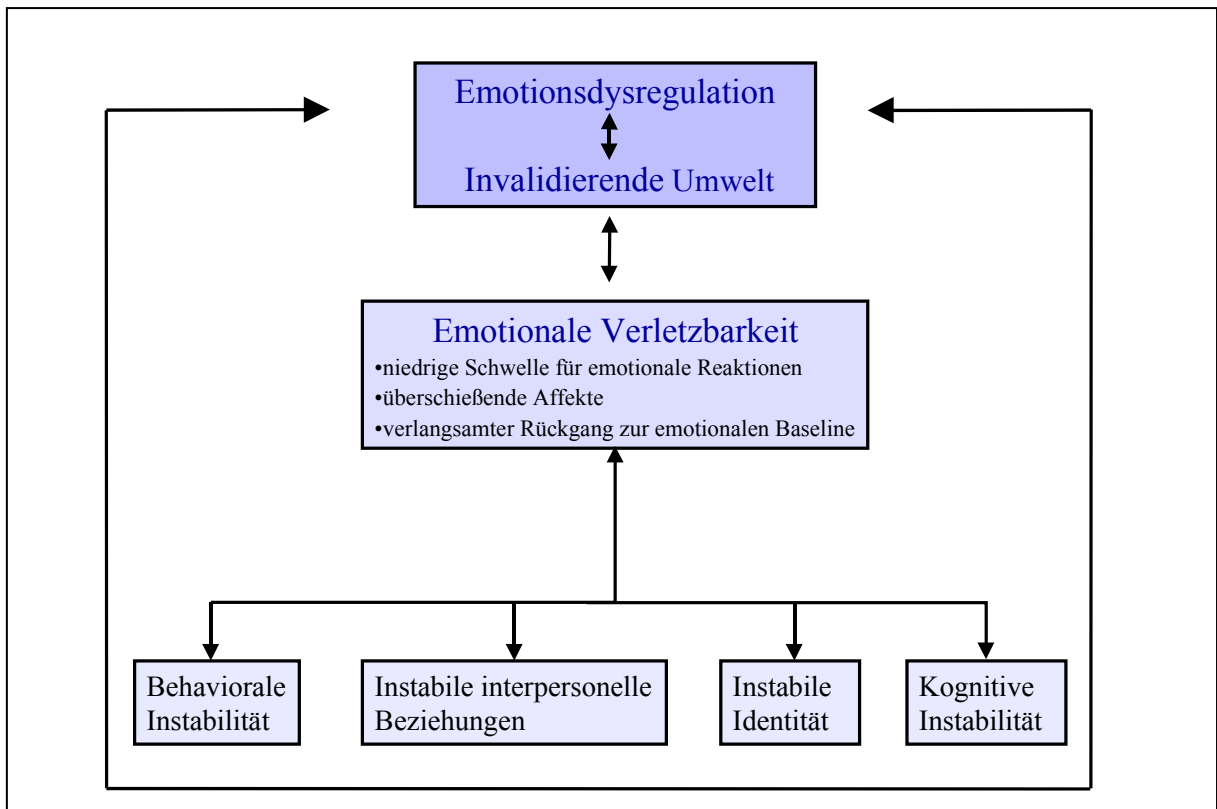 Emotionsdysregulation
Invalidierende Umwelt
Emotionale Verletzbarkeit
•niedrige Schwelle für emotionale Reaktionen
•überschießende Affekte
•verlangsamter Rückgang zur emotionalen Baseline
Behaviorale
Instabilität
Instabile interpersonelle
Beziehungen
Instabile
Identität
Kognitive
Instabilität